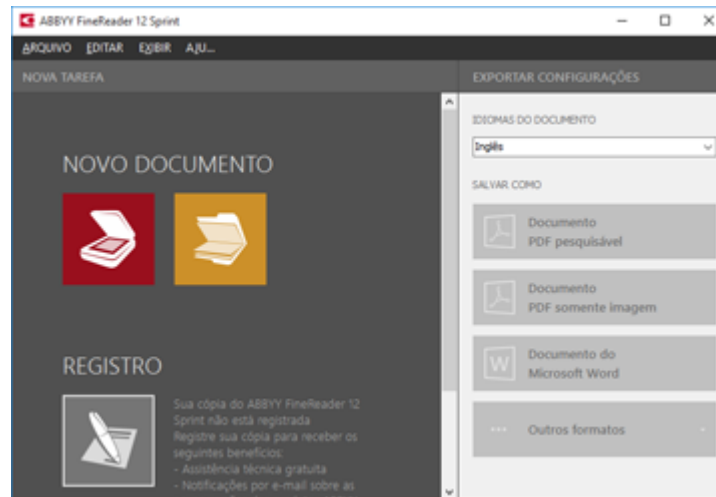 ABBYY FineReader 12 Sprint
ARQUIVO EDITAR EXIBIR AJU...
NOVA TAREFA
EXPORTAR CONFIGURAÇÕES
IDIOMAS DO DOCUMENTO
Inglês
SALVAR COMO
Documento
PDF pesquisável
Documento
PDF somente imagem
W
Documento do
Microsoft Word
... Outros formatos
NOVO DOCUMENTO
REGISTRO
Sua cópia do ABBYY FineReader 12
Sprint não está registrada
Registre sua cópia para receber os
seguintes benefícios:
- Assistência técnica gratuita
- Notificações por e-mail sobre as